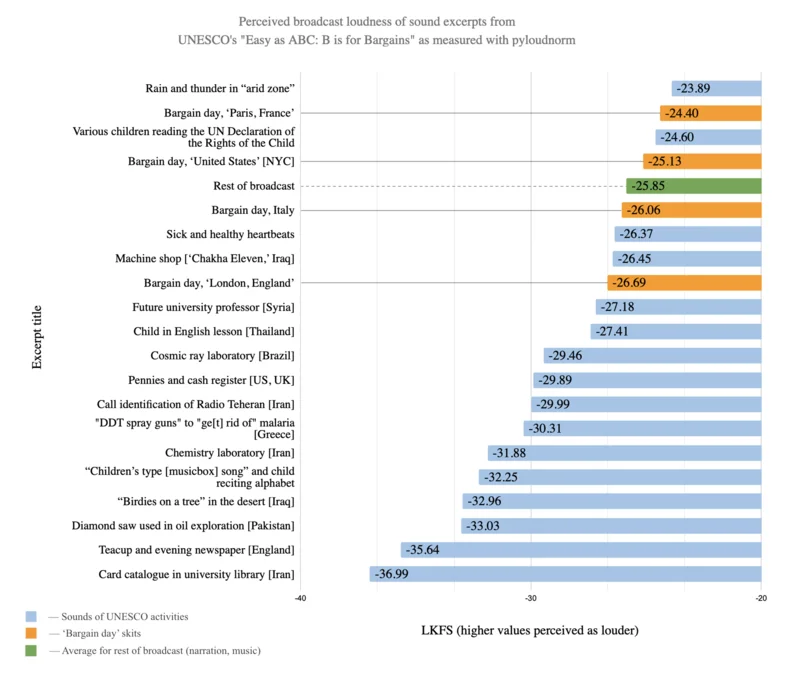 Perceived broadcast loudness of sound excerpts from
UNESCO's "Easy as ABC: B is for Bargains" as measured with pyloudnorm
Rain and thunder in “arid zone” -23.89
Bargain day, ‘Paris, France’ -24.40
Various children reading the UN Declaration of
the Rights of the Child -24.60
Bargain day, ‘United States’ [NYC] -25.13
Rest of broadcast -25.85
Bargain day, Italy -26.06
Sick and healthy heartbeats -26.37
Machine shop [‘Chakha Eleven,’ Iraq] -26.45
Bargain day, ‘London, England’ -26.69
Future university professor [Syria] -27.18
Child in English lesson [Thailand] -27.41
Cosmic ray laboratory [Brazil] -29.46
Pennies and cash register [US, UK] -29.89
Call identification of Radio Teheran [Iran] -29.99
"DDT spray guns" to "ge[t] rid of" malaria
[Greece] -30.31
Chemistry laboratory [Iran] -31.88
“Children’s type [musicbox] song” and child
reciting alphabet -32.25
“Birdies on a tree” in the desert [Iraq] -32.96
Diamond saw used in oil exploration [Pakistan] -33.03
Teacup and evening newspaper [England] -35.64
Card catalogue in university library [Iran] -36.99
Excerpt title
-40 -30 -20
LKFS (higher values perceived as louder)
— Sounds of UNESCO activities
— ‘Bargain day’ skits
— Average for rest of broadcast (narration, music)